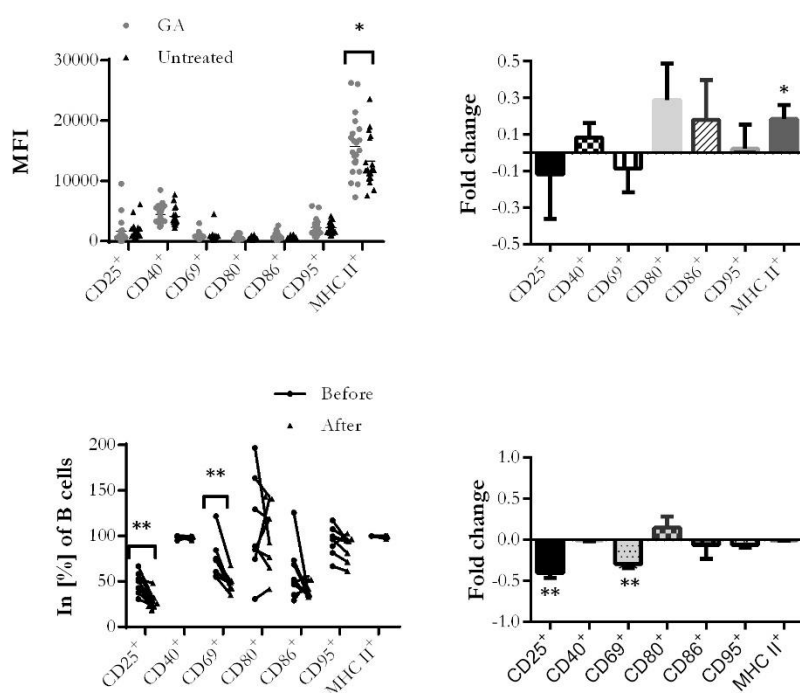 GA
Untreated
*
30000
20000
10000
0
MFI
CD25+
CD40+
CD69+
CD80+
CD86+
CD95+
MHC II+
0.5
0.3
0.1
-0.1
-0.3
-0.5
Fold change
*
CD25+
CD40+
CD69+
CD80+
CD86+
CD95+
MHC II+
Before
After
200
150
100
50
0
In [%] of B cells
**
**
CD25+
CD40+
CD69+
CD80+
CD86+
CD95+
MHC II+
1.0
0.5
0.0
-0.5
-1.0
Fold change
**
**
CD25+
CD40+
CD69+
CD80+
CD86+
CD95+
MHC II+